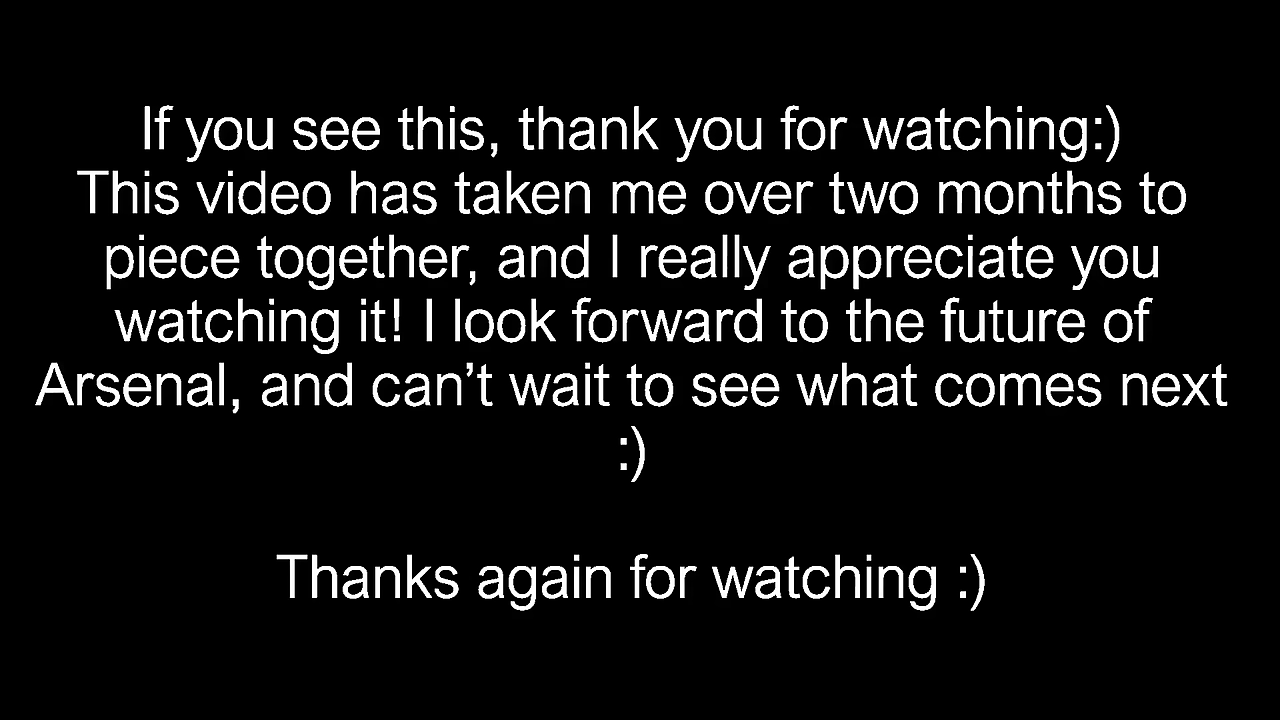 If you see this, thank you for watching:)
This video has taken me over two months to
piece together, and I really appreciate you
watching it! I look forward to the future of
Arsenal, and can’t wait to see what comes next
:)
Thanks again for watching :)